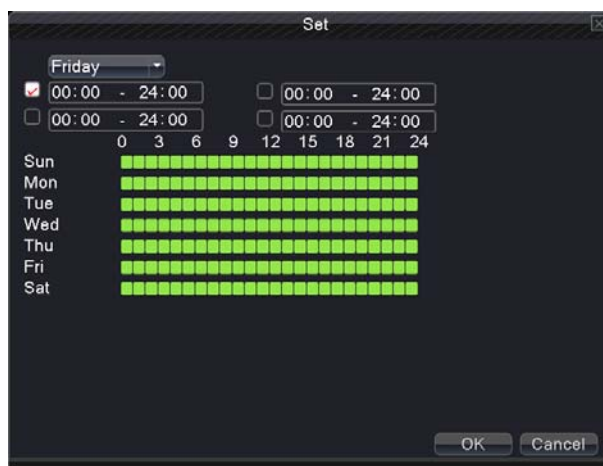 Set
Friday
00:00 - 24:00 00:00 - 24:00
00:00 - 24:00 00:00 - 24:00
0 3 6 9 12 15 18 21 24
Sun
Mon
Tue
Wed
Thu
Fri
Sat
OK Cancel